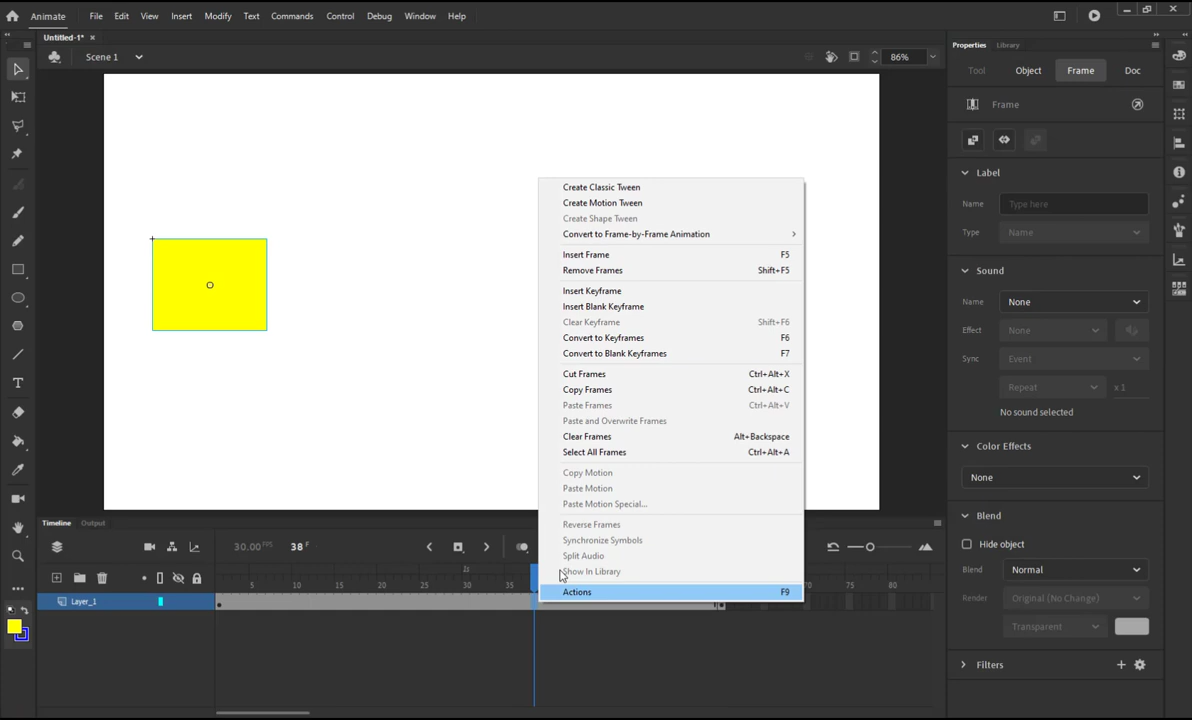 Animate File Edit View Insert Modify Text Commands Control Debug Window Help
Untitled-1* ×
Scene 1 86%
Properties Library
Tool Object Frame Doc
Frame
Label
Name Type here
Type Name
Sound
Name None
Effect None
Sync Event
Repeat x 1
No sound selected
Color Effects
None
Blend
Hide object
Blend Normal
Render Original (No Change)
Transparent
Filters
Create Classic Tween
Create Motion Tween
Create Shape Tween
Convert to Frame-by-Frame Animation
Insert Frame F5
Remove Frames Shift+F5
Insert Keyframe
Insert Blank Keyframe
Clear Keyframe Shift+F6
Convert to Keyframes F6
Convert to Blank Keyframes F7
Cut Frames Ctrl+Alt+X
Copy Frames Ctrl+Alt+C
Paste Frames Ctrl+Alt+V
Paste and Overwrite Frames
Clear Frames Alt+Backspace
Select All Frames Ctrl+Alt+A
Copy Motion
Paste Motion
Paste Motion Special...
Reverse Frames
Synchronize Symbols
Split Audio
Show In Library
Actions F9
Timeline Output
30.00 FPS 38 F
1s
5 10 15 20 25 30 35 75 80 85
Layer_1